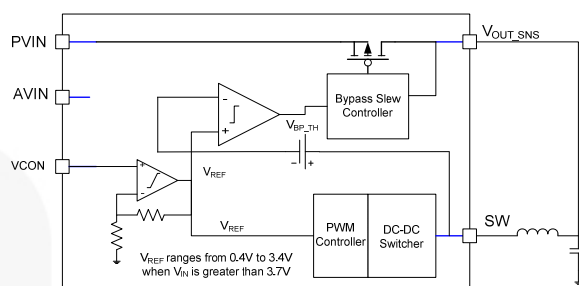 PVIN
V_OUT_SNS
AVIN
-
+
Bypass Slew
Controller
V_BP_TH
- +
VCON
+
-
V_REF
V_REF
PWM
Controller
DC-DC
Switcher
SW
V_REF ranges from 0.4V to 3.4V
when V_IN is greater than 3.7V